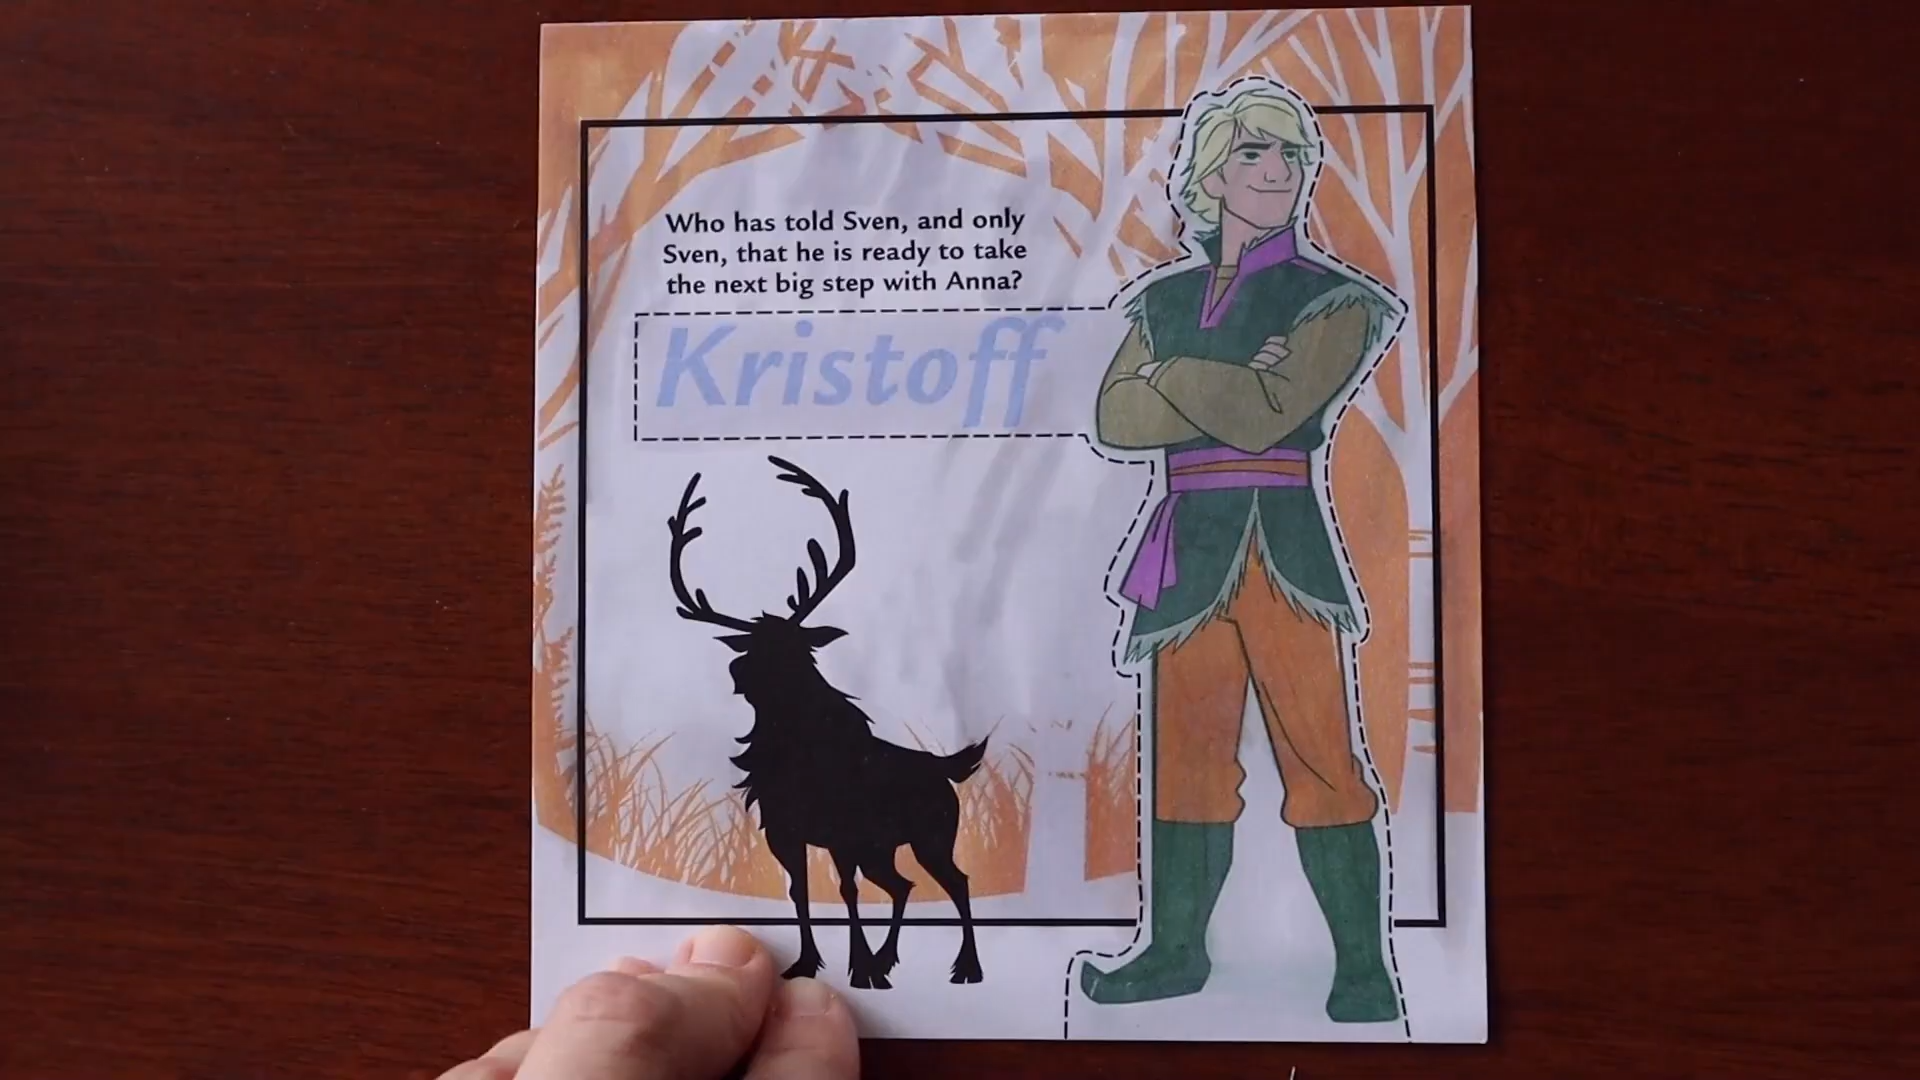 Who has told Sven, and only
Sven, that he is ready to take
the next big step with Anna?
Kristoff